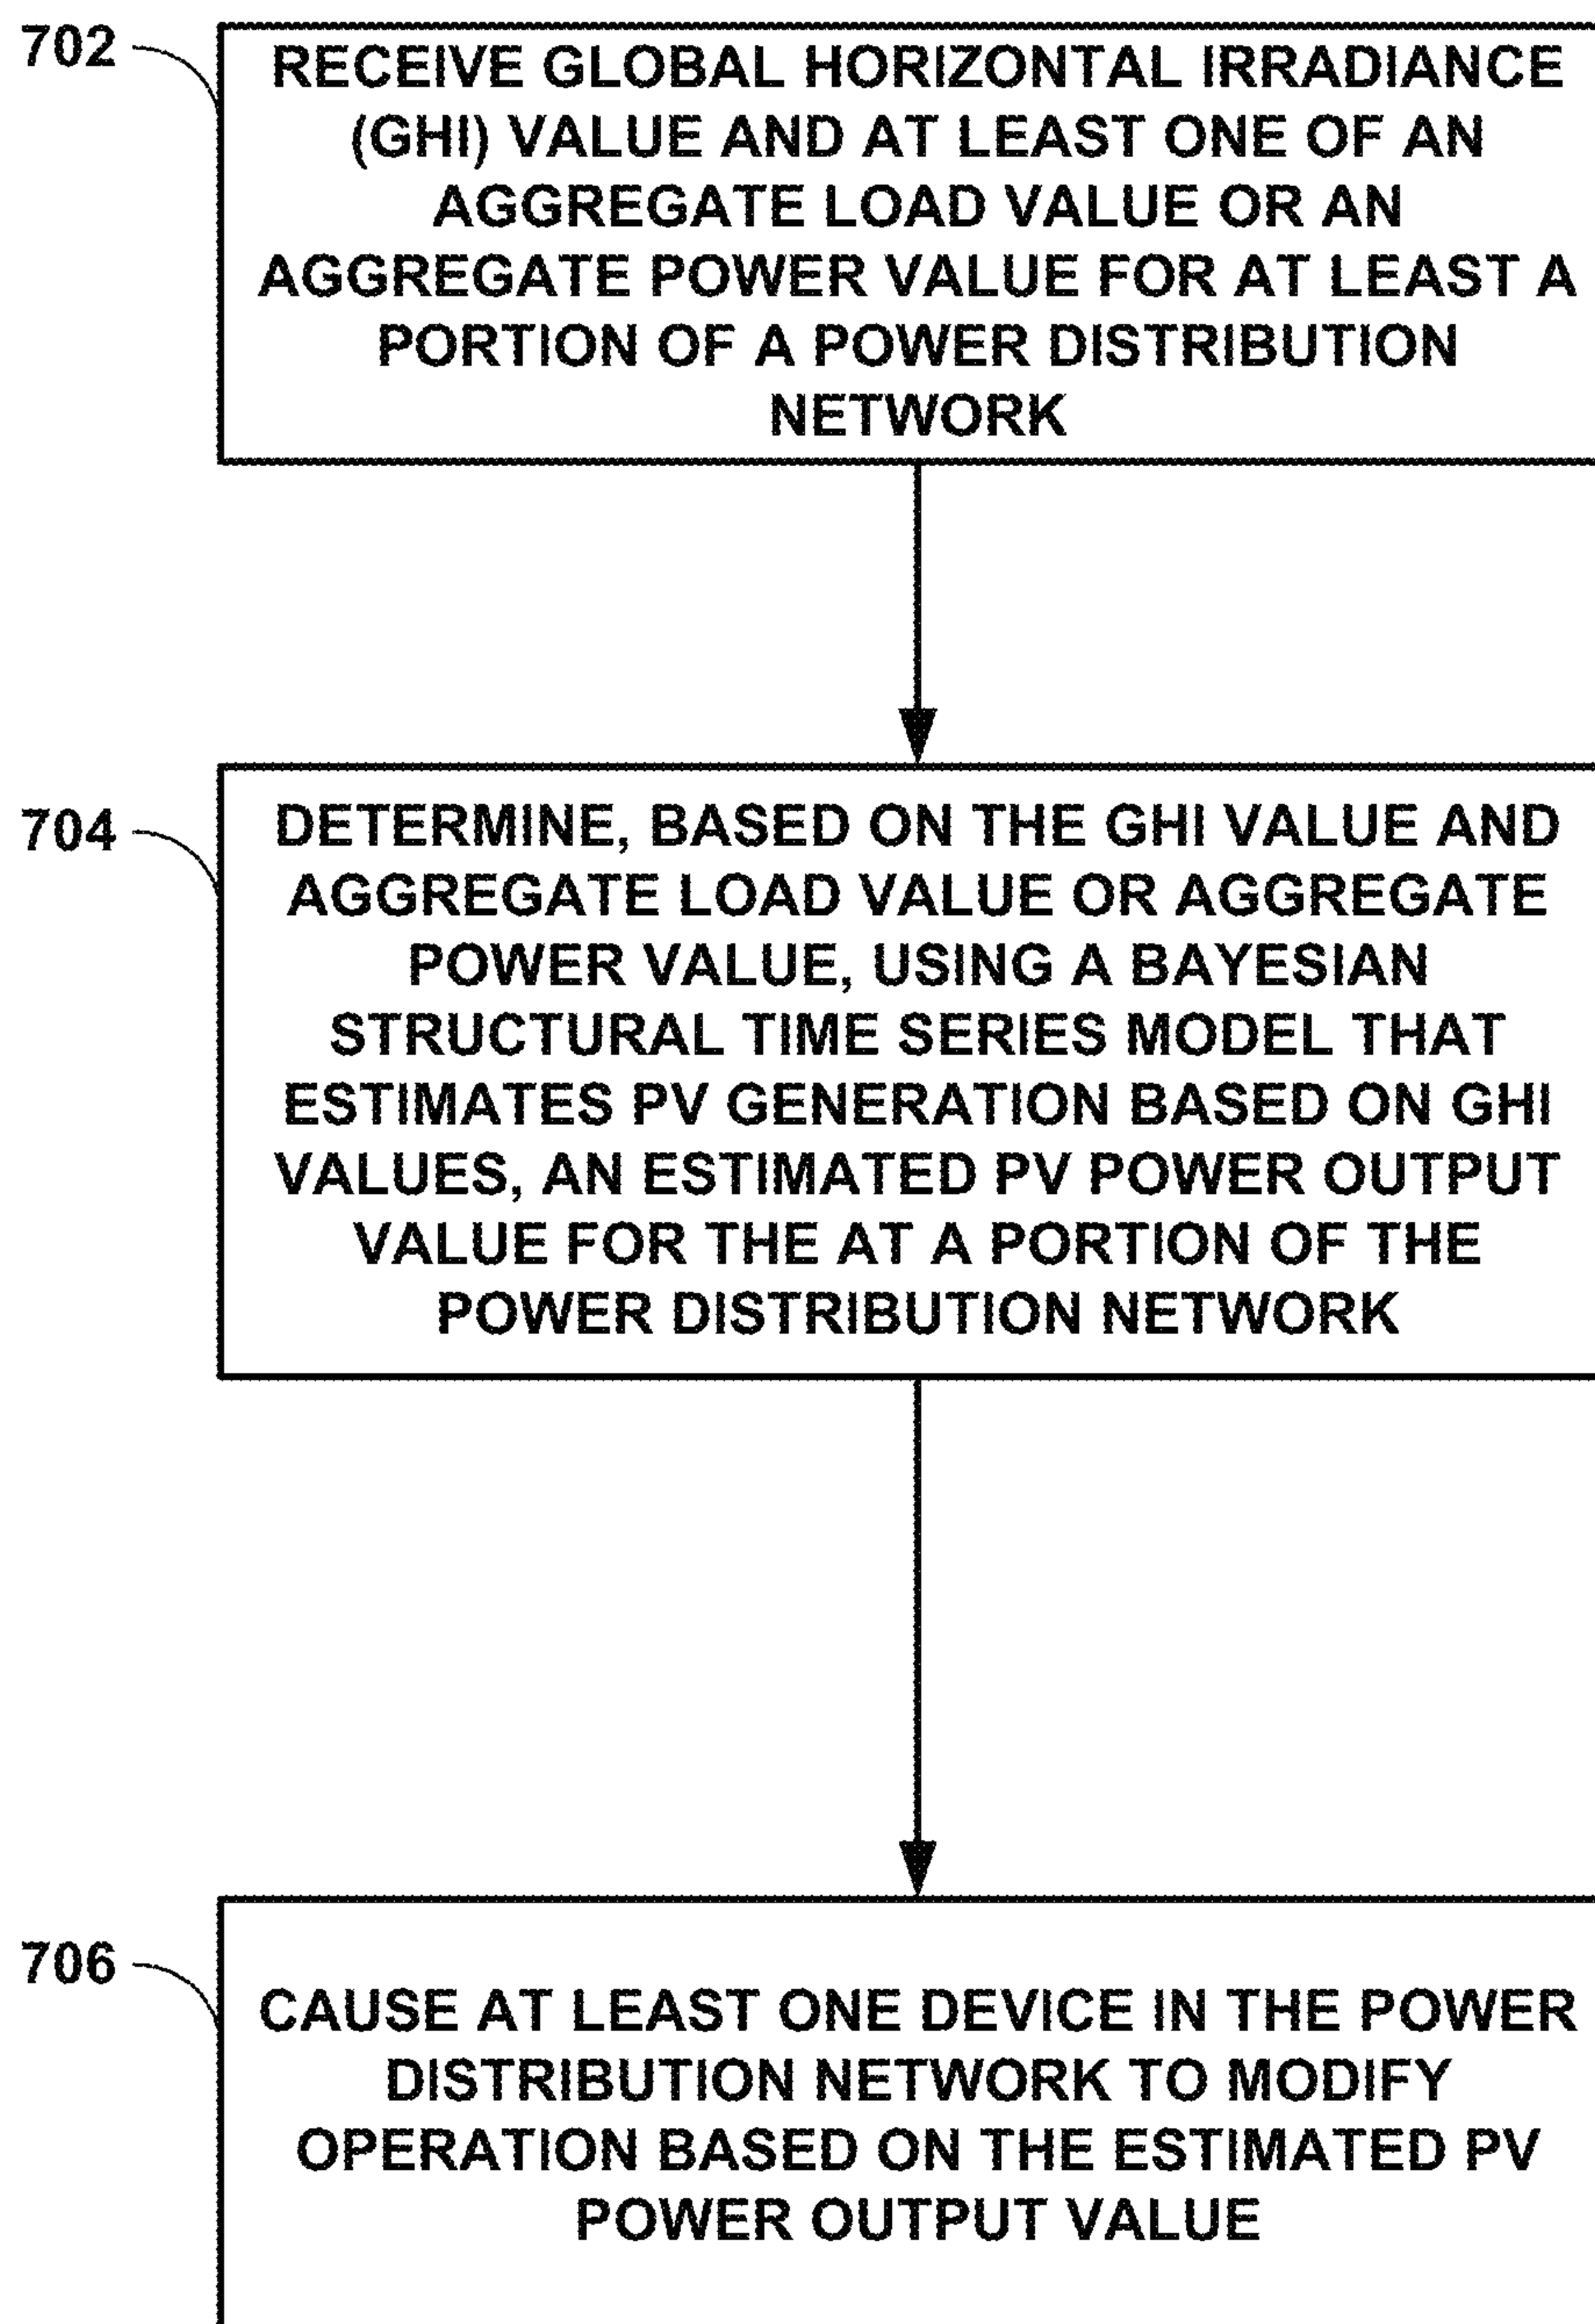 702
RECEIVE GLOBAL HORIZONTAL IRRADIANCE
(GHI) VALUE AND AT LEAST ONE OF AN
AGGREGATE LOAD VALUE OR AN
AGGREGATE POWER VALUE FOR AT LEAST A
PORTION OF A POWER DISTRIBUTION
NETWORK
704
DETERMINE, BASED ON THE GHI VALUE AND
AGGREGATE LOAD VALUE OR AGGREGATE
POWER VALUE, USING A BAYESIAN
STRUCTURAL TIME SERIES MODEL THAT
ESTIMATES PV GENERATION BASED ON GHI
VALUES, AN ESTIMATED PV POWER OUTPUT
VALUE FOR THE AT A PORTION OF THE
POWER DISTRIBUTION NETWORK
706
CAUSE AT LEAST ONE DEVICE IN THE POWER
DISTRIBUTION NETWORK TO MODIFY
OPERATION BASED ON THE ESTIMATED PV
POWER OUTPUT VALUE